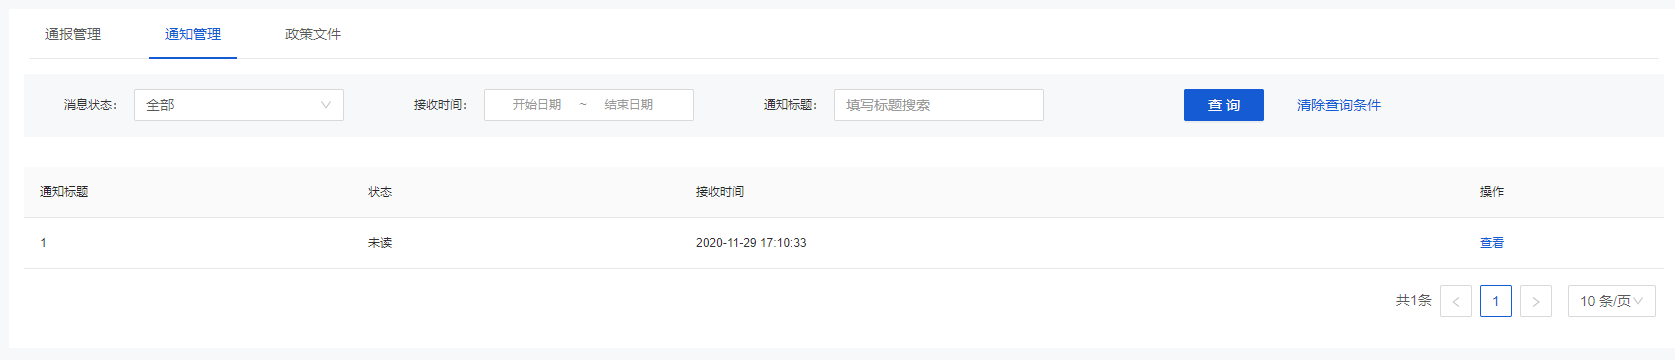 通报管理 通知管理 政策文件
消息状态： 全部 接收时间： 开始日期 ~ 结束日期 通知标题： 填写标题搜索 查 询 清除查询条件
通知标题 状态 接收时间 操作
1 未读 2020-11-29 17:10:33 查看
共1条 < 1 > 10 条/页